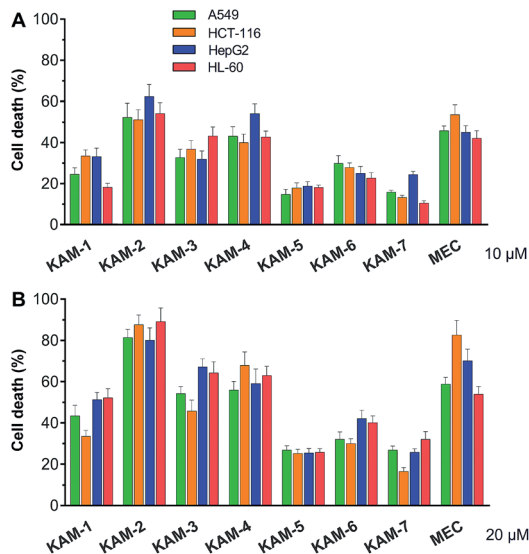 A
A549
HCT-116
HepG2
HL-60
Cell death (%)
100
80
60
40
20
0
KAM-1
KAM-2
KAM-3
KAM-4
KAM-5
KAM-6
KAM-7
MEC
10 µM
B
Cell death (%)
100
80
60
40
20
0
KAM-1
KAM-2
KAM-3
KAM-4
KAM-5
KAM-6
KAM-7
MEC
20 µM